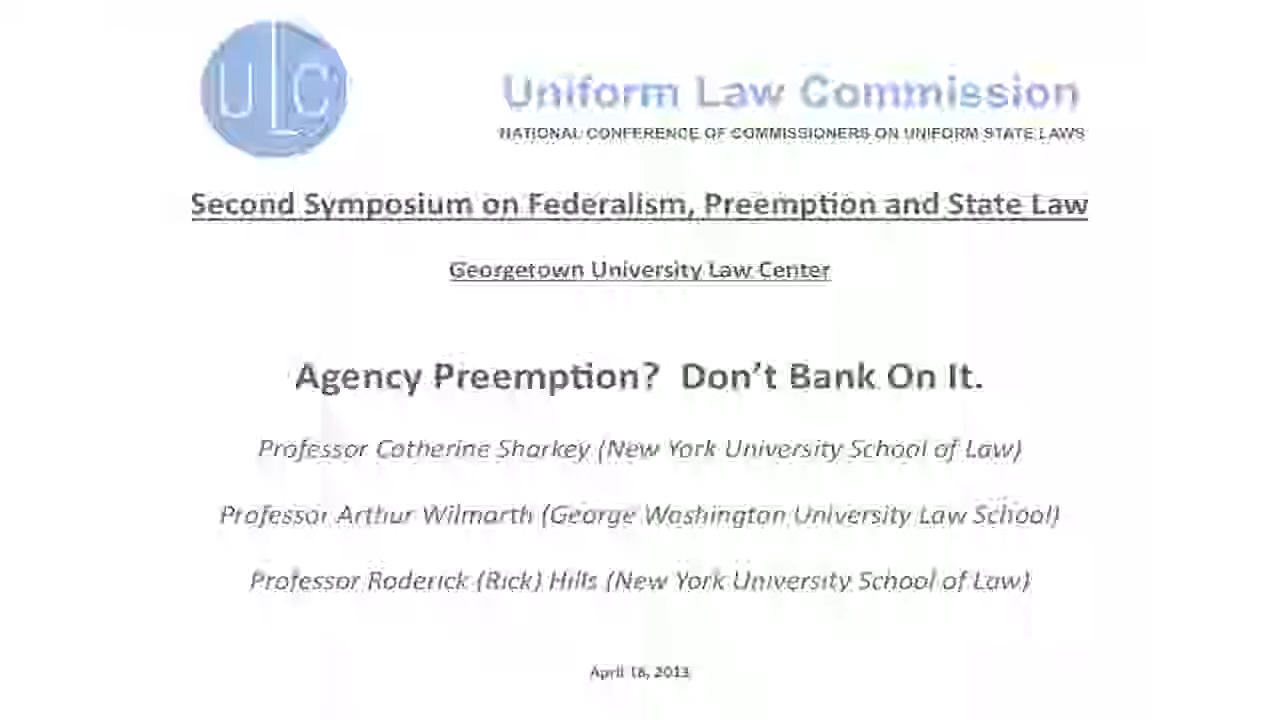 ULC
Uniform Law Commission
NATIONAL CONFERENCE OF COMMISSIONERS ON UNIFORM STATE LAWS
Second Symposium on Federalism, Preemption and State Law
Georgetown University Law Center
Agency Preemption? Don't Bank On It.
Professor Catherine Sharkey (New York University School of Law)
Professor Arthur Wilmarth (George Washington University Law School)
Professor Roderick (Rick) Hills (New York University School of Law)
April 18, 2013